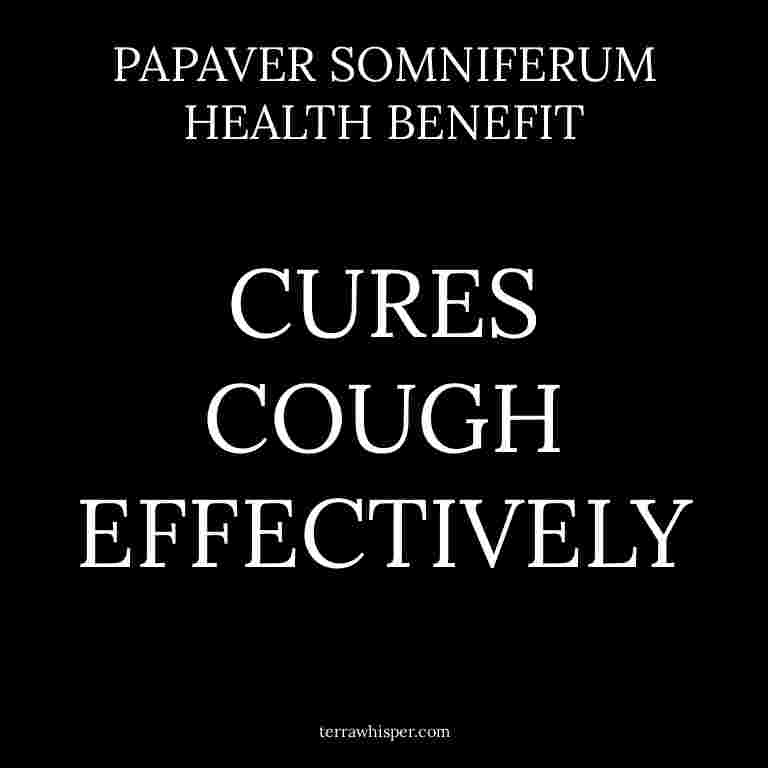 PAPAVER SOMNIFERUM
HEALTH BENEFIT
CURES
COUGH
EFFECTIVELY
terrawhisper.com